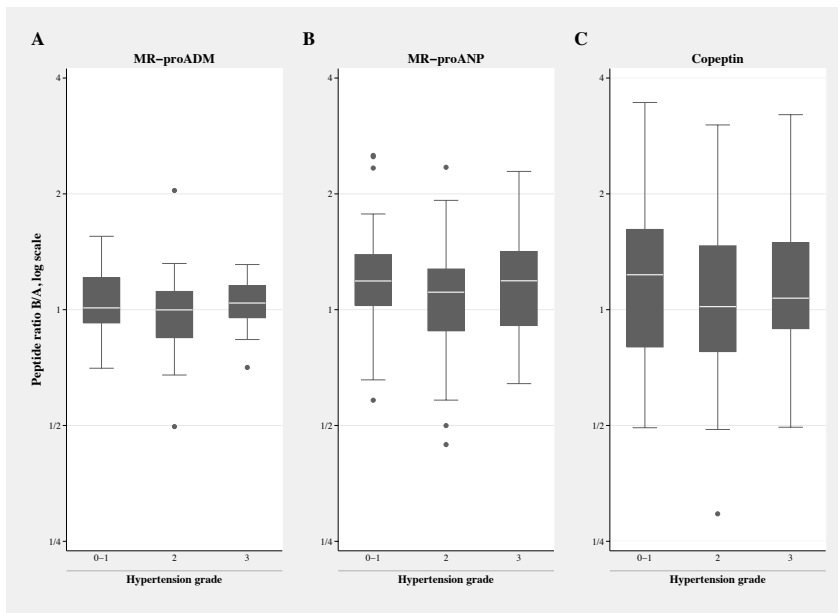 A
B
C
MR−proADM
MR−proANP
Copeptin
Peptide ratio B/A, log scale
4
2
1
1/2
1/4
4
2
1
1/2
1/4
4
2
1
1/2
1/4
0−1
2
3
0−1
2
3
0−1
2
3
Hypertension grade
Hypertension grade
Hypertension grade